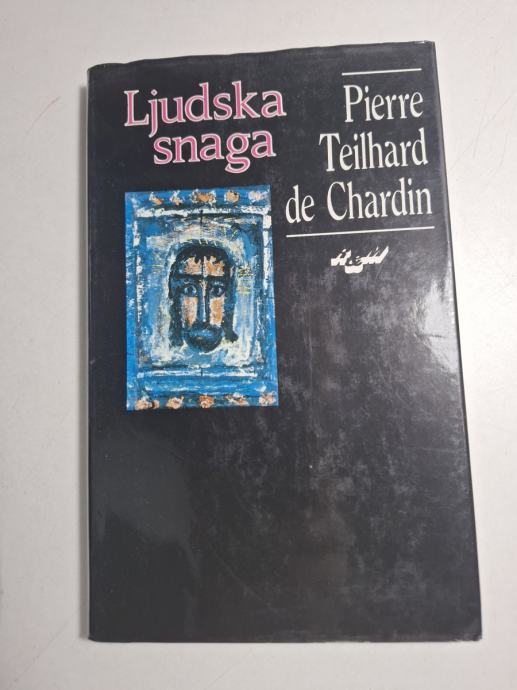 Ljudska
snaga
Pierre
Teilhard
de Chardin